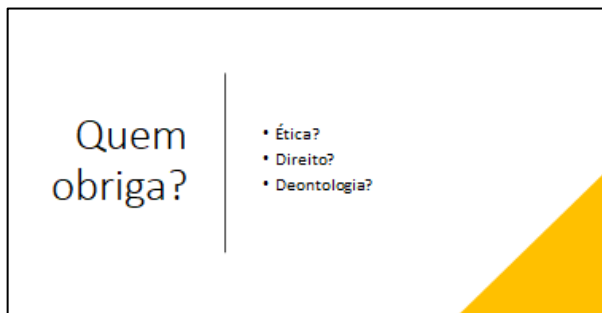 Quem
obriga?
• Ética?
• Direito?
• Deontologia?